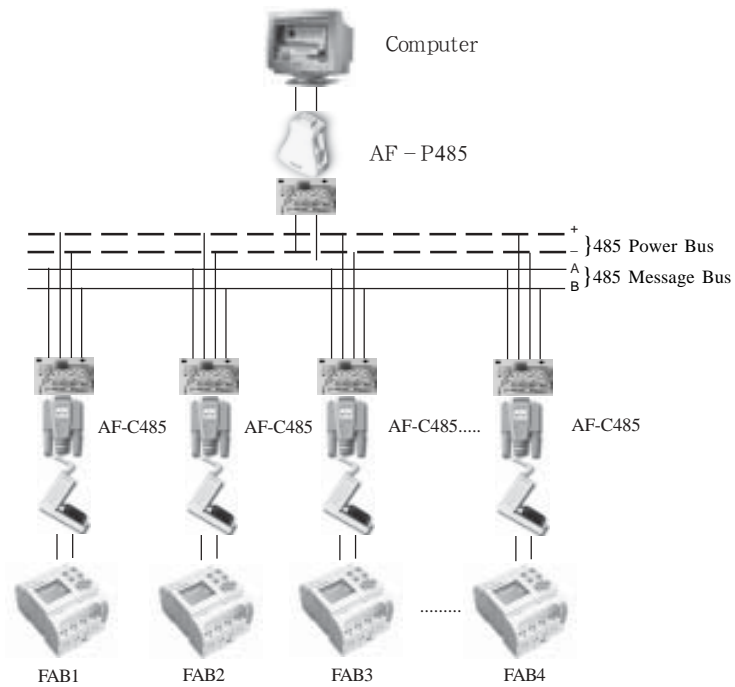 Computer
AF – P485
+
–
}485 Power Bus
A
B
}485 Message Bus
AF-C485 AF-C485 AF-C485..... AF-C485
.........
FAB1 FAB2 FAB3 FAB4